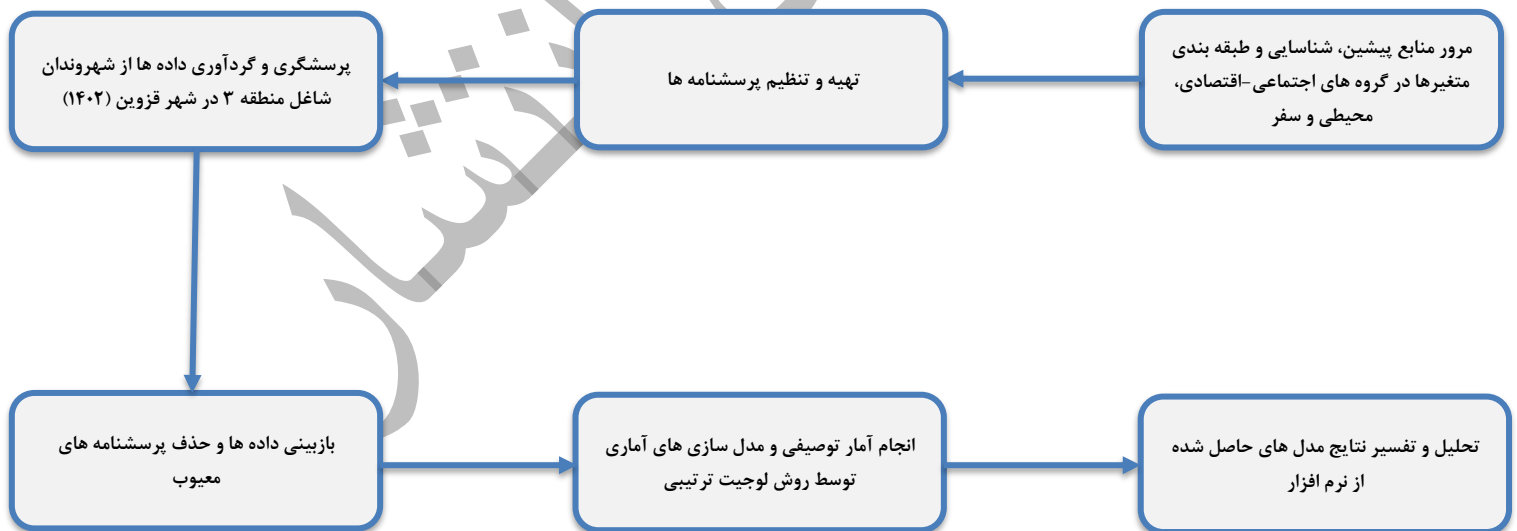 مرور منابع پیشین، شناسایی و طبقه بندی
متغیرها در گروه های اجتماعی-اقتصادی،
محیطی و سفر
تهیه و تنظیم پرسشنامه ها
پرسشگری و گردآوری داده ها از شهروندان
شاغل منطقه ۳ در شهر قزوین (۱۴۰۲)
بازبینی داده ها و حذف پرسشنامه های
معیوب
انجام آمار توصیفی و مدل سازی های آماری
توسط روش لوجیت ترتیبی
تحلیل و تفسیر نتایج مدل های حاصل شده
از نرم افزار